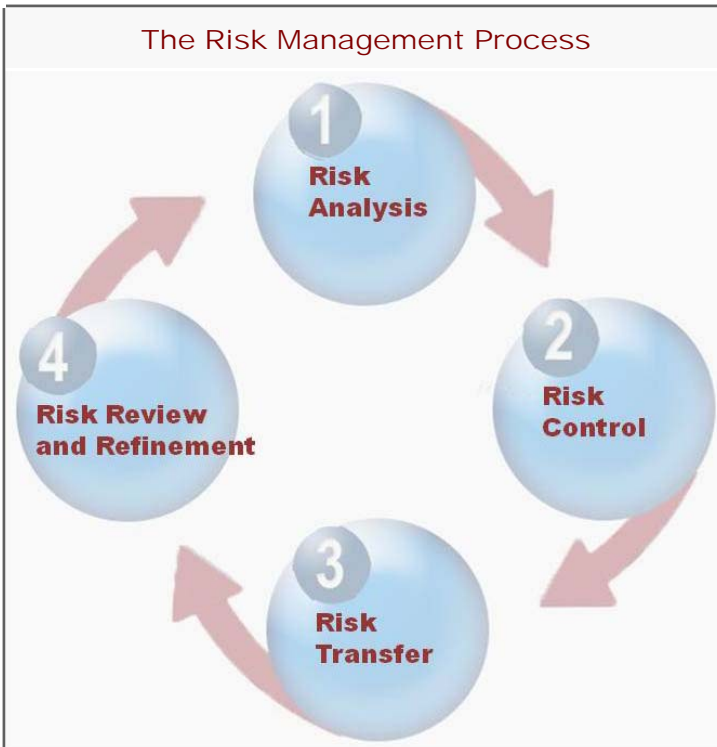 The Risk Management Process
1
Risk
Analysis
2
Risk
Control
3
Risk
Transfer
4
Risk Review
and Refinement